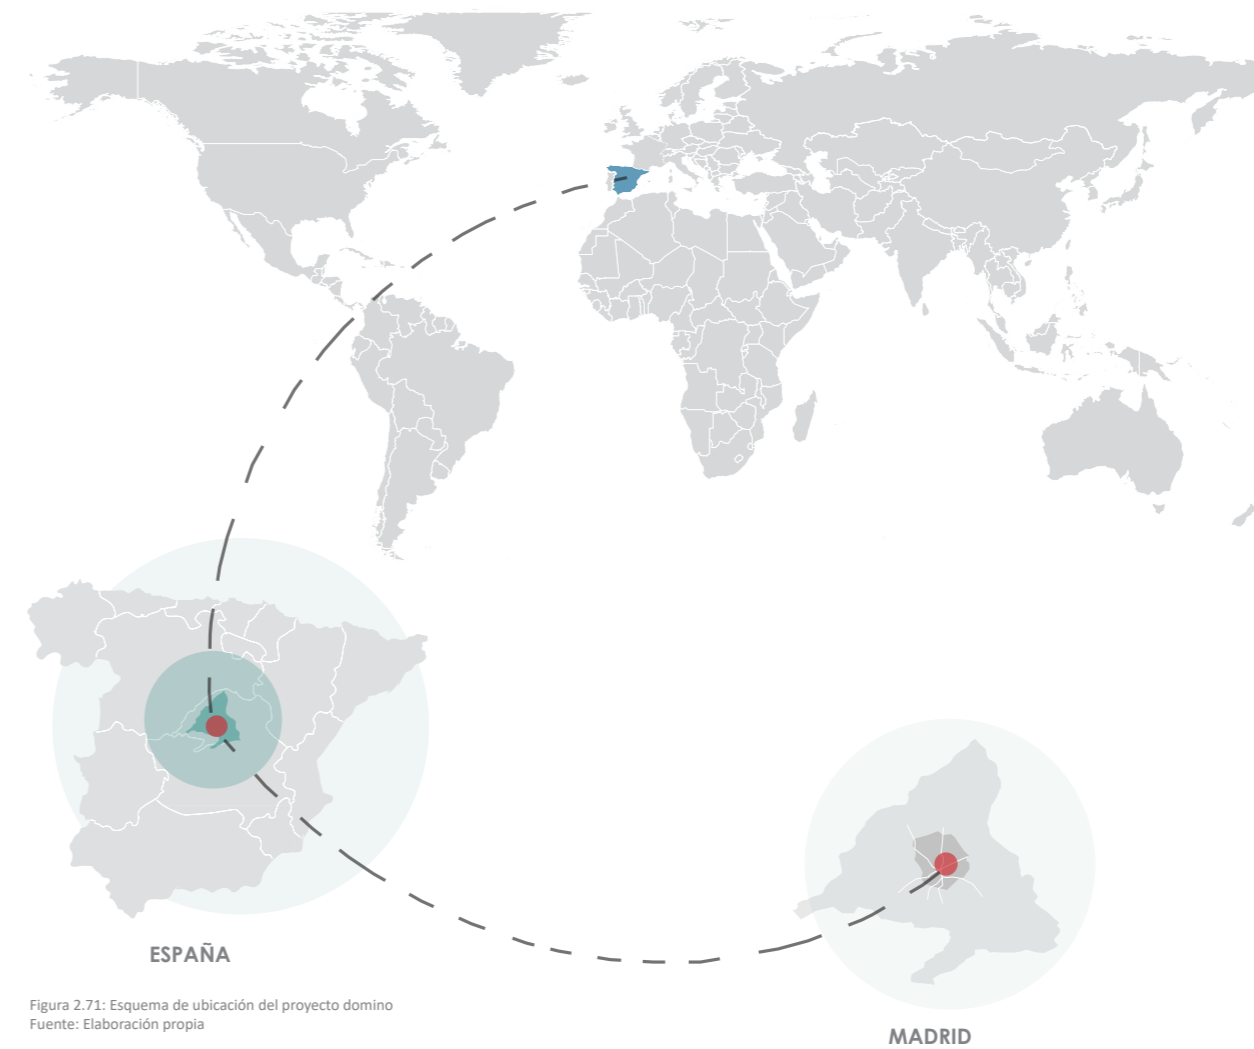 ESPAÑA
Figura 2.71: Esquema de ubicación del proyecto domino
Fuente: Elaboración propia
MADRID